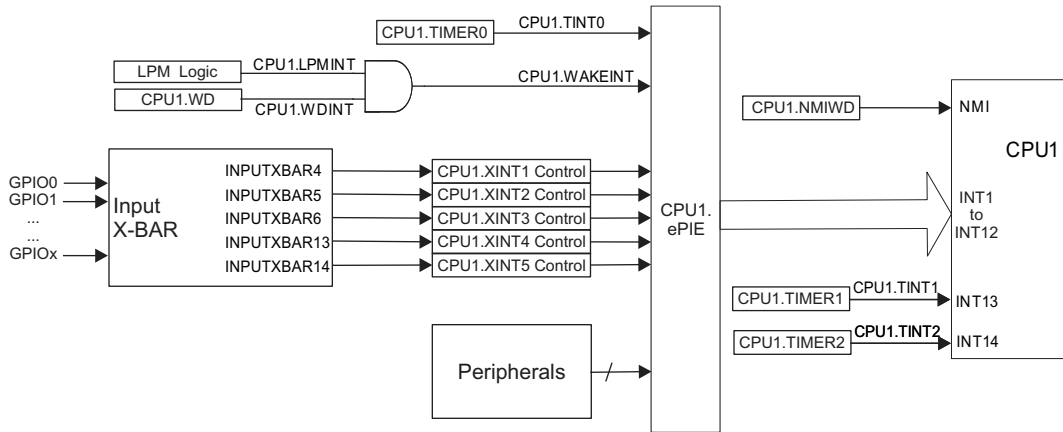 CPU1.TIMER0
CPU1.TINT0
LPM Logic
CPU1.LPMINT
CPU1.WD
CPU1.WDINT
CPU1.WAKEINT
GPIO0
GPIO1
...
...
GPIOx
Input
X-BAR
INPUTXBAR4
INPUTXBAR5
INPUTXBAR6
INPUTXBAR13
INPUTXBAR14
CPU1.XINT1 Control
CPU1.XINT2 Control
CPU1.XINT3 Control
CPU1.XINT4 Control
CPU1.XINT5 Control
Peripherals
CPU1.
ePIE
CPU1.NMIWD
NMI
CPU1
INT1
to
INT12
CPU1.TIMER1
CPU1.TINT1
INT13
CPU1.TIMER2
CPU1.TINT2
INT14